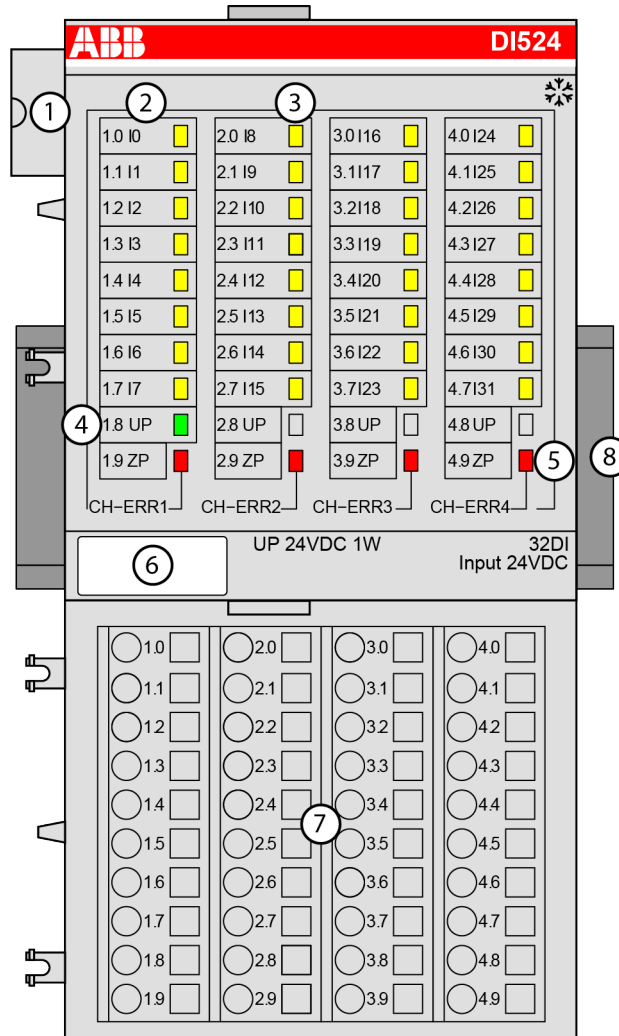 ABB DI524
1 2 3
1.0 I0 2.0 I8 3.0 I16 4.0 I24
1.1 I1 2.1 I9 3.1 I17 4.1 I25
1.2 I2 2.2 I10 3.2 I18 4.2 I26
1.3 I3 2.3 I11 3.3 I19 4.3 I27
1.4 I4 2.4 I12 3.4 I20 4.4 I28
1.5 I5 2.5 I13 3.5 I21 4.5 I29
1.6 I6 2.6 I14 3.6 I22 4.6 I30
1.7 I7 2.7 I15 3.7 I23 4.7 I31
4 1.8 UP 2.8 UP 3.8 UP 4.8 UP
1.9 ZP 2.9 ZP 3.9 ZP 4.9 ZP 5 8
CH-ERR1 CH-ERR2 CH-ERR3 CH-ERR4
UP 24VDC 1W 32DI
6 Input 24VDC
1.0 2.0 3.0 4.0
1.1 2.1 3.1 4.1
1.2 2.2 3.2 4.2
1.3 2.3 3.3 4.3
1.4 2.4 3.4 4.4
7
1.5 2.5 3.5 4.5
1.6 2.6 3.6 4.6
1.7 2.7 3.7 4.7
1.8 2.8 3.8 4.8
1.9 2.9 3.9 4.9